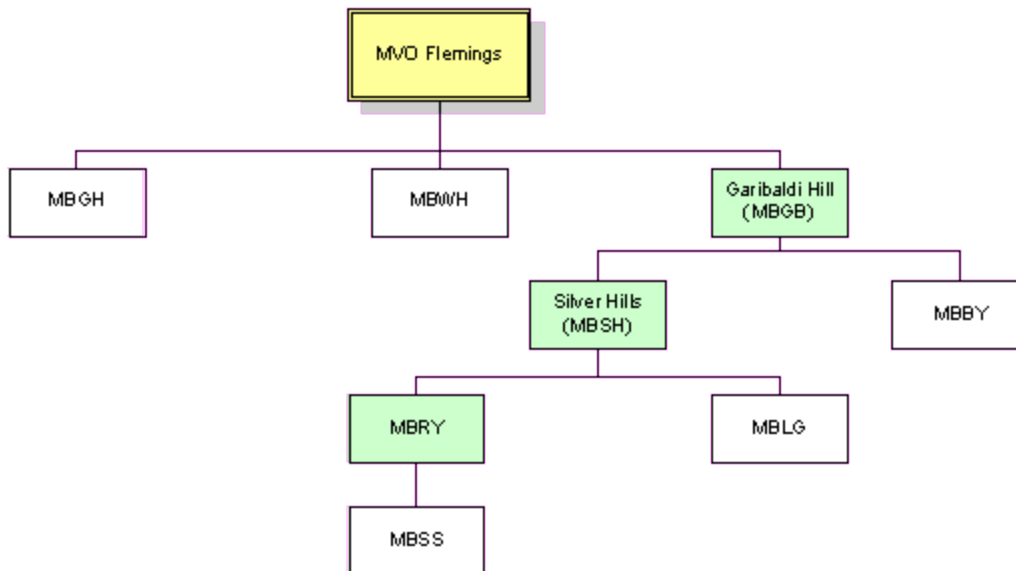 MVO Flemings
MBGH
MBWH
Garibaldi Hill
(MBGB)
Silver Hills
(MBSH)
MBBY
MBRY
MBLG
MBSS